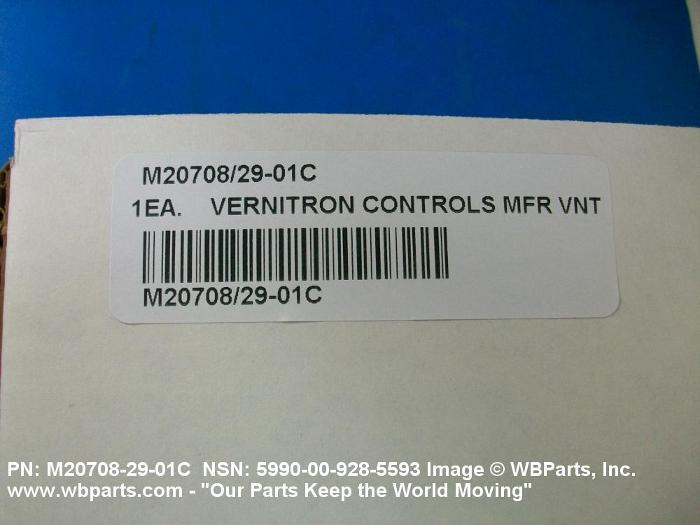 M20708/29-01C
1EA. VERNITRON CONTROLS MFR VNT
M20708/29-01C
PN: M20708-29-01C NSN: 5990-00-928-5593 Image © WBParts, Inc.
www.wbparts.com - "Our Parts Keep the World Moving"